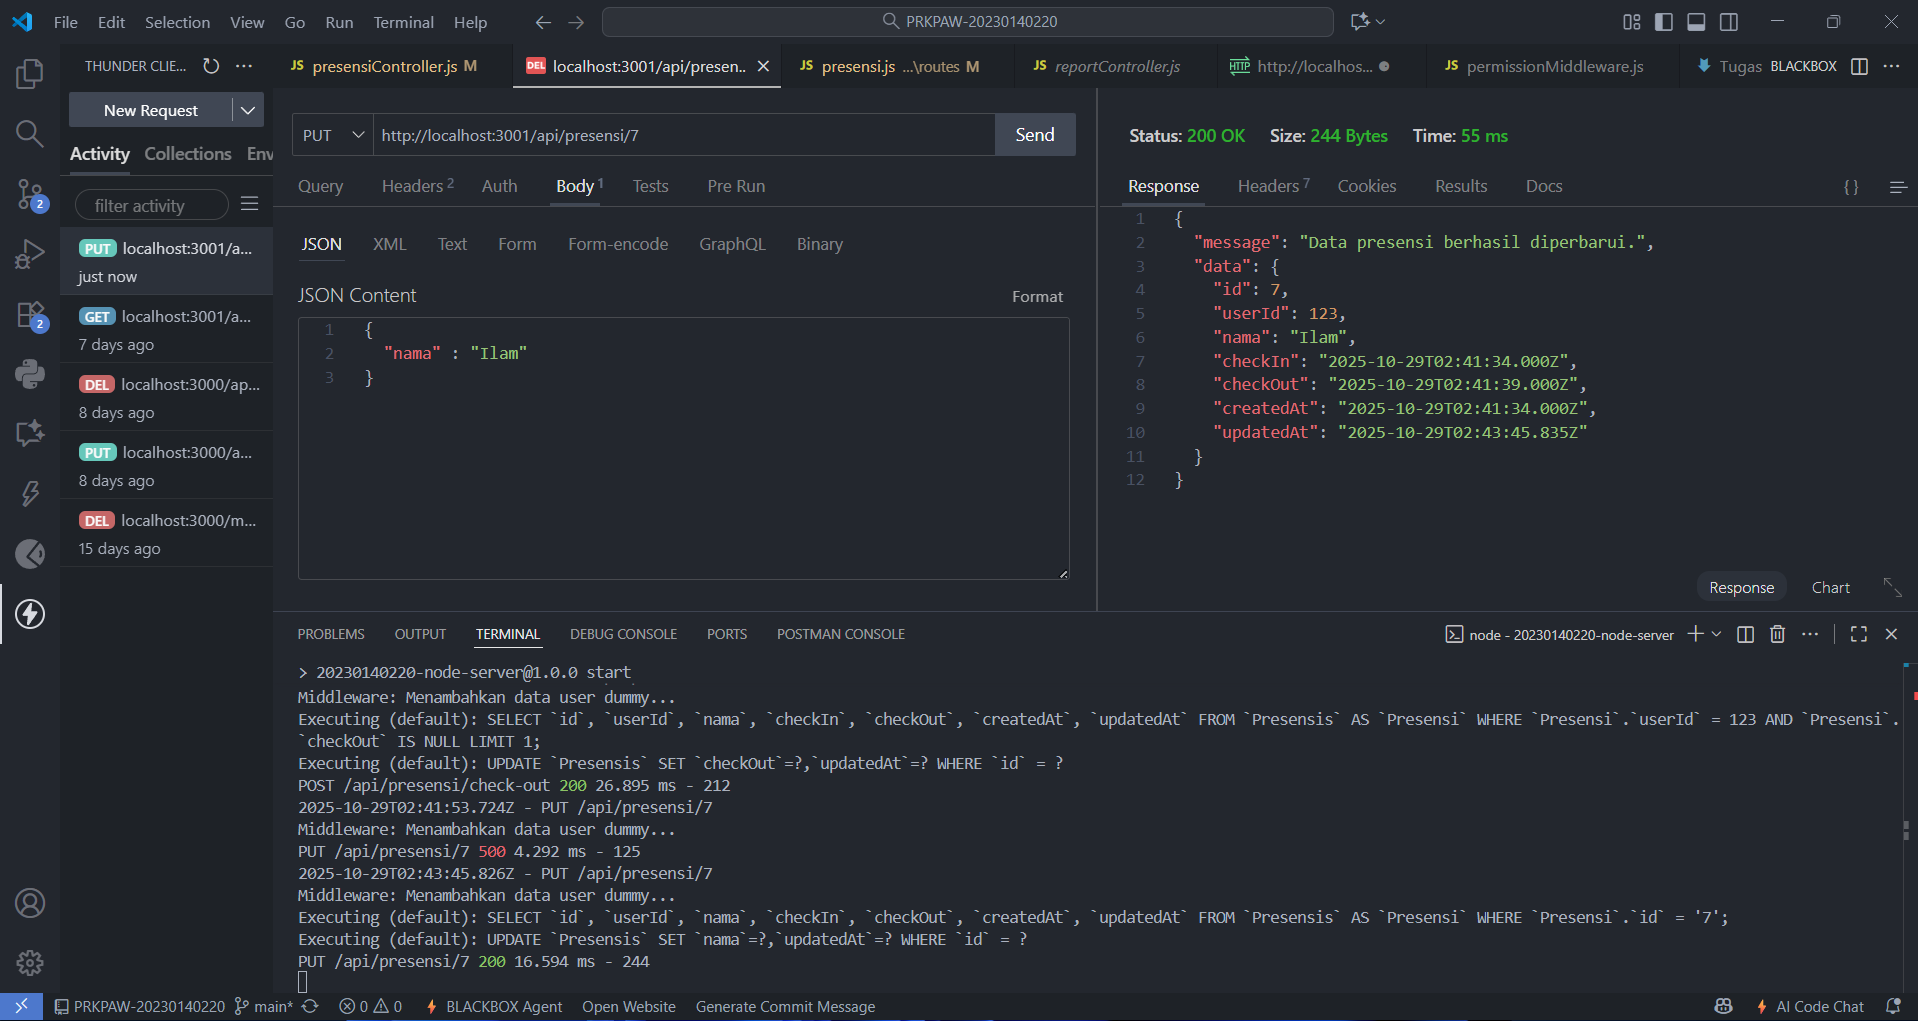 File Edit Selection View Go Run Terminal Help
PRKPAW-20230140220
THUNDER CLIE...
JS presensiController.js M
DEL localhost:3001/api/presen..
JS presensi.js ...\routes M
JS reportController.js
HTTP http://localhos...
JS permissionMiddleware.js
Tugas BLACKBOX
New Request
Activity Collections Env
filter activity
PUT localhost:3001/a...
just now
GET localhost:3001/a...
7 days ago
DEL localhost:3000/ap...
8 days ago
PUT localhost:3000/a...
8 days ago
DEL localhost:3000/m...
15 days ago
PUT http://localhost:3001/api/presensi/7 Send
Query Headers 2 Auth Body 1 Tests Pre Run
JSON XML Text Form Form-encode GraphQL Binary
JSON Content Format
1 {
2 "nama" : "Ilam"
3 }
Status: 200 OK Size: 244 Bytes Time: 55 ms
Response Headers 7 Cookies Results Docs { }
1 {
2 "message": "Data presensi berhasil diperbarui.",
3 "data": {
4 "id": 7,
5 "userId": 123,
6 "nama": "Ilam",
7 "checkIn": "2025-10-29T02:41:34.000Z",
8 "checkOut": "2025-10-29T02:41:39.000Z",
9 "createdAt": "2025-10-29T02:41:34.000Z",
10 "updatedAt": "2025-10-29T02:43:45.835Z"
11 }
12 }
Response Chart
PROBLEMS OUTPUT TERMINAL DEBUG CONSOLE PORTS POSTMAN CONSOLE
node - 20230140220-node-server
> 20230140220-node-server@1.0.0 start
Middleware: Menambahkan data user dummy...
Executing (default): SELECT `id`, `userId`, `nama`, `checkIn`, `checkOut`, `createdAt`, `updatedAt` FROM `Presensis` AS `Presensi` WHERE `Presensi`.`userId` = 123 AND `Presensi`.
`checkOut` IS NULL LIMIT 1;
Executing (default): UPDATE `Presensis` SET `checkOut`=?,`updatedAt`=? WHERE `id` = ?
POST /api/presensi/check-out 200 26.895 ms - 212
2025-10-29T02:41:53.724Z - PUT /api/presensi/7
Middleware: Menambahkan data user dummy...
PUT /api/presensi/7 500 4.292 ms - 125
2025-10-29T02:43:45.826Z - PUT /api/presensi/7
Middleware: Menambahkan data user dummy...
Executing (default): SELECT `id`, `userId`, `nama`, `checkIn`, `checkOut`, `createdAt`, `updatedAt` FROM `Presensis` AS `Presensi` WHERE `Presensi`.`id` = '7';
Executing (default): UPDATE `Presensis` SET `nama`=?,`updatedAt`=? WHERE `id` = ?
PUT /api/presensi/7 200 16.594 ms - 244
2
2
PRKPAW-20230140220 main* 0 0 BLACKBOX Agent Open Website Generate Commit Message AI Code Chat